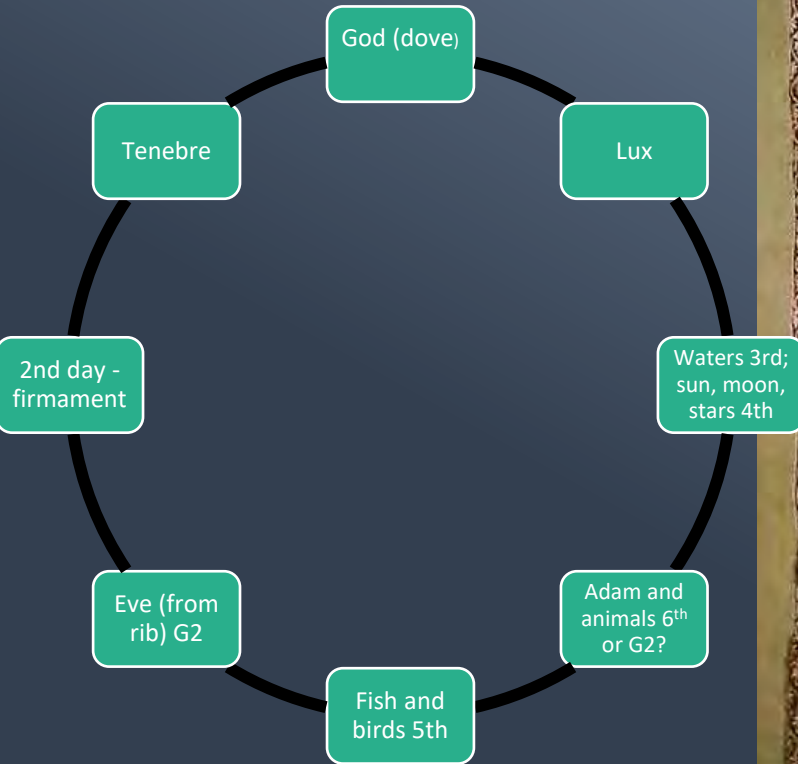 God (dove)
Lux
Waters 3rd;
sun, moon,
stars 4th
Adam and
animals 6th
or G2?
Fish and
birds 5th
Eve (from
rib) G2
2nd day -
firmament
Tenebre